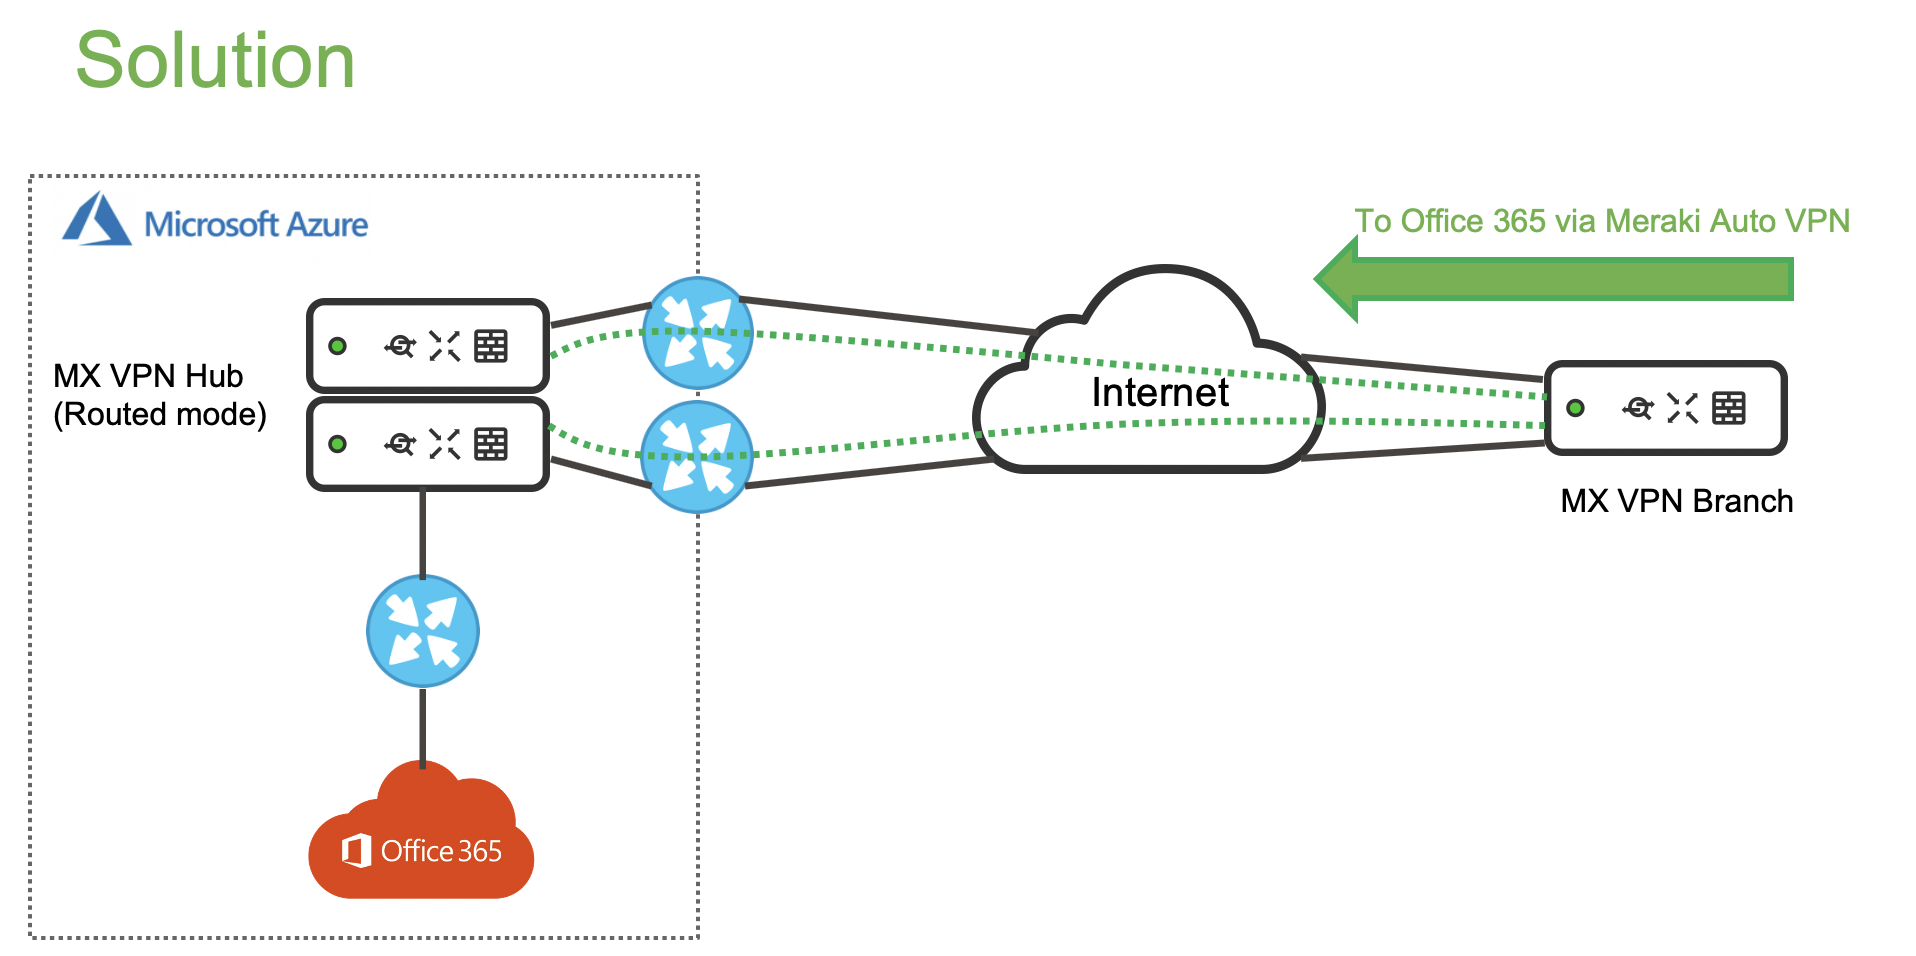 Solution
Microsoft Azure
To Office 365 via Meraki Auto VPN
MX VPN Hub
(Routed mode)
Internet
MX VPN Branch
Office 365